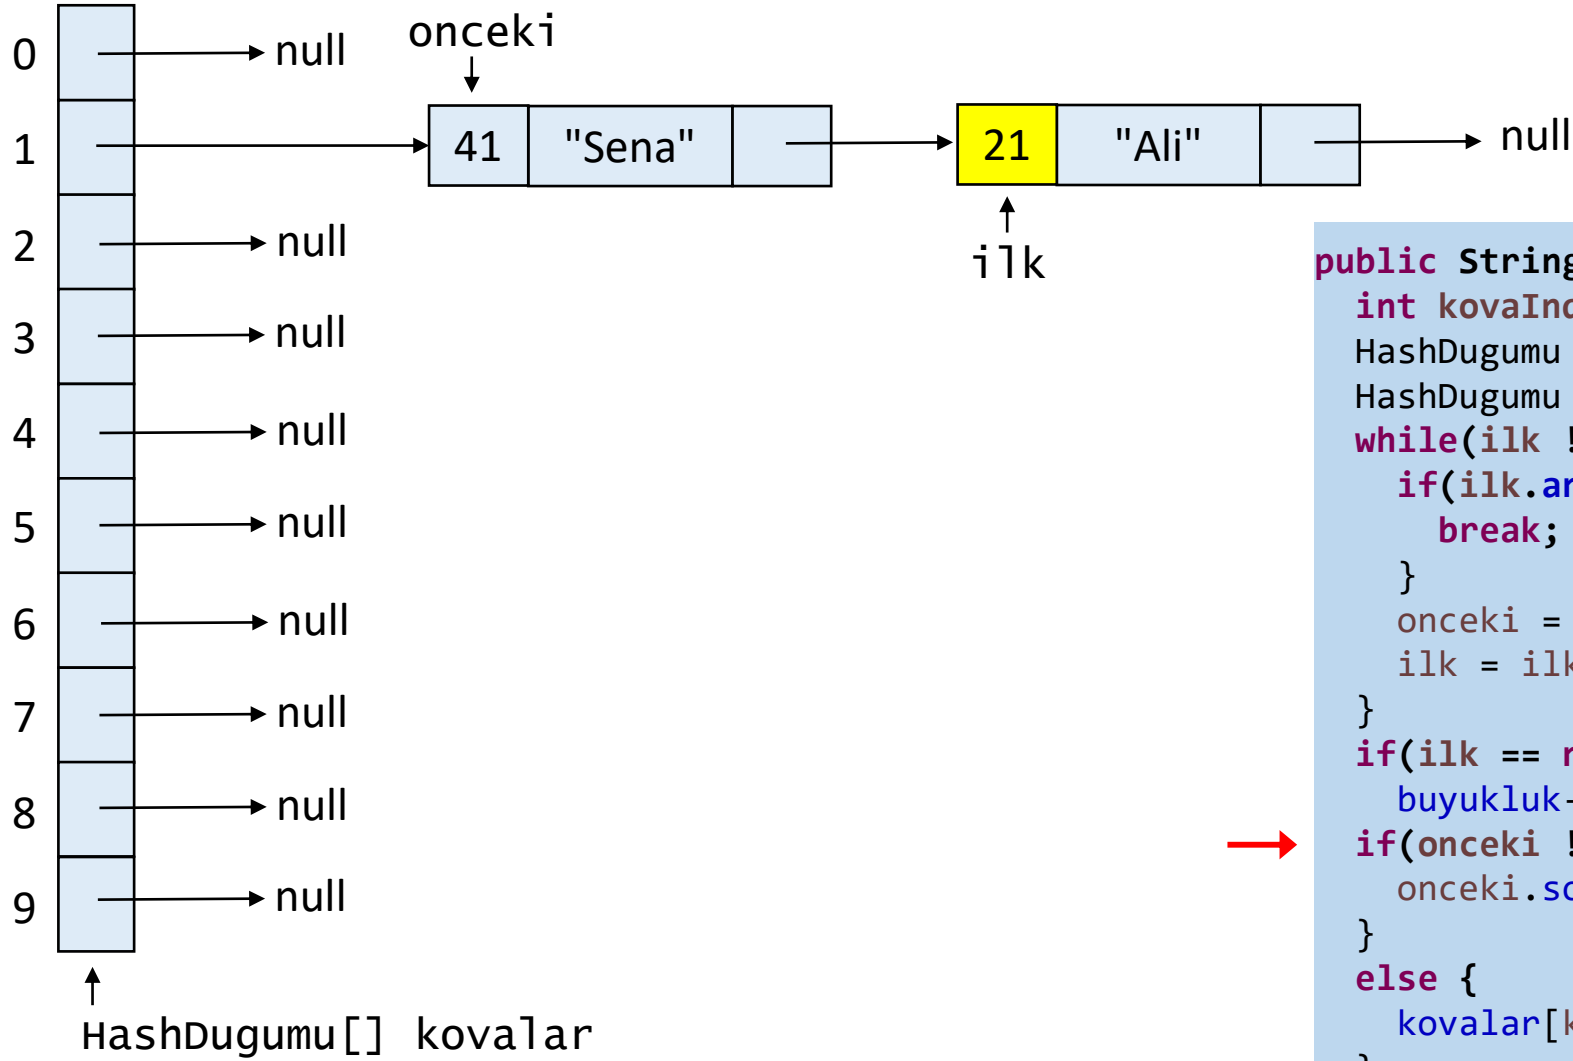 onceki
0 null
1 41 "Sena" 21 "Ali" null
2 null
ilk
3 null
4 null
5 null
6 null
7 null
8 null
9 null
HashDugumu[] kovalar
public String
int kovaInd
HashDugumu
HashDugumu
while(ilk !
if(ilk.an
break;
}
onceki =
ilk = ilk
}
if(ilk == n
buyukluk-
if(onceki !
onceki.so
}
else {
kovalar[k
}